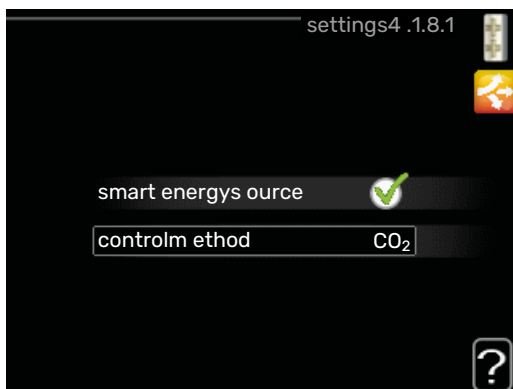 settings4 .1.8.1
smart energys ource
controlm ethod CO₂
?